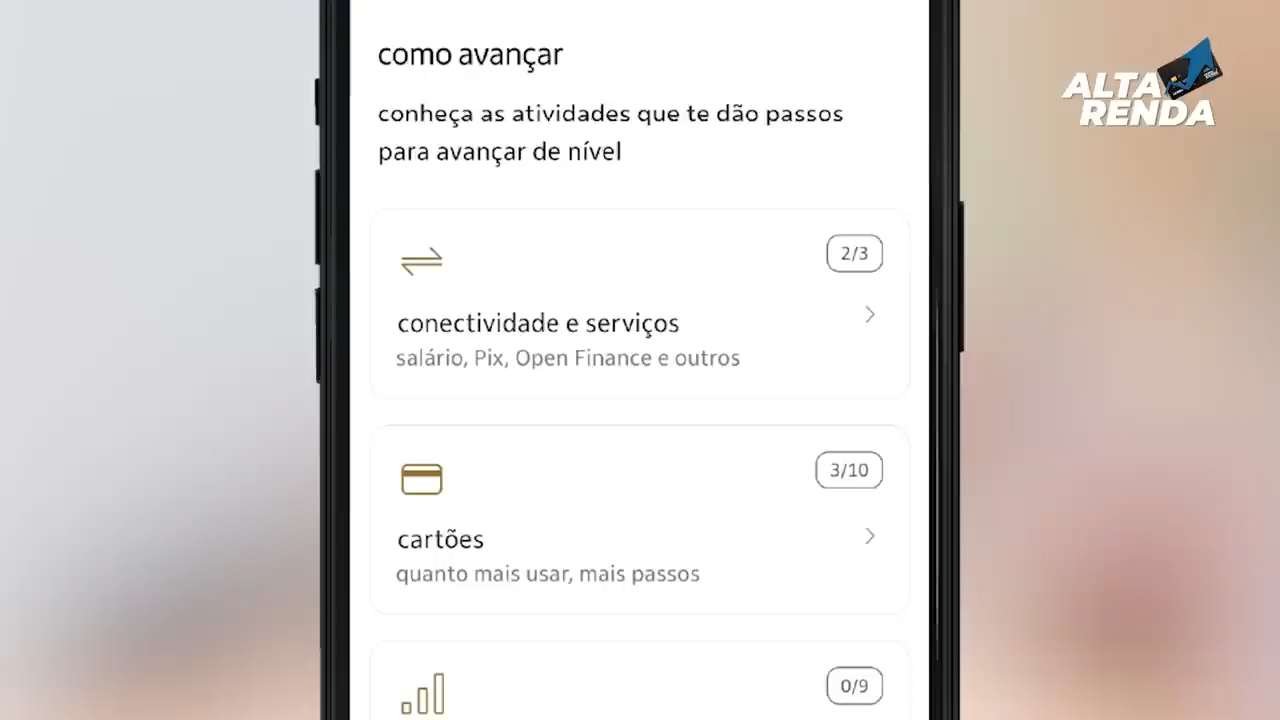 como avançar
conheça as atividades que te dão passos
para avançar de nível
2/3
conectividade e serviços
salário, Pix, Open Finance e outros
3/10
cartões
quanto mais usar, mais passos
0/9
ALTA
RENDA